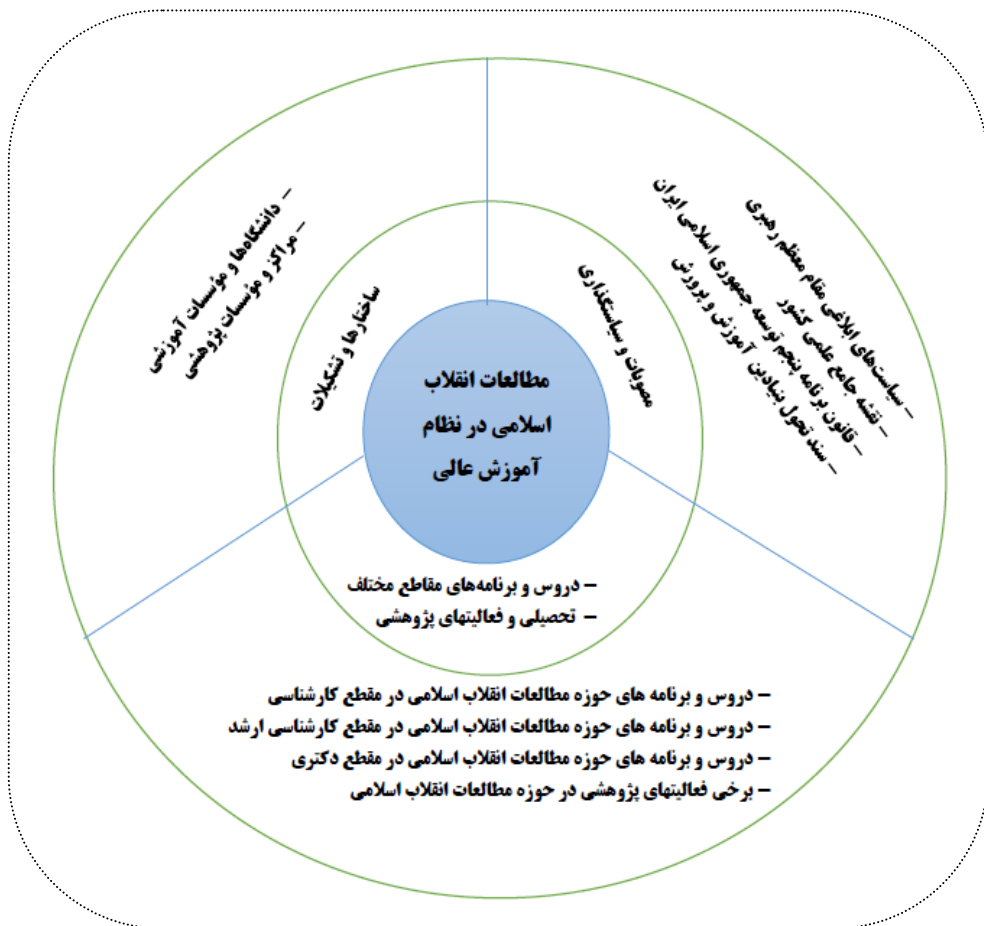 مطالعات انقلاب
اسلامی در نظام
آموزش عالی
مصوبات و سیاستگذاری
– سیاست‌های ابلاغی مقام معظم رهبری
– نقشه جامع علمی کشور
– قانون برنامه پنجم توسعه جمهوری اسلامی ایران
– سند تحول بنیادین آموزش و پرورش
ساختارها و تشکیلات
– دانشگاه‌ها و مؤسسات آموزشی
– مراکز و مؤسسات پژوهشی
– دروس و برنامه‌های مقاطع مختلف
– تحصیلی و فعالیتهای پژوهشی
– دروس و برنامه های حوزه مطالعات انقلاب اسلامی در مقطع کارشناسی
– دروس و برنامه های حوزه مطالعات انقلاب اسلامی در مقطع کارشناسی ارشد
– دروس و برنامه های حوزه مطالعات انقلاب اسلامی در مقطع دکتری
– برخی فعالیتهای پژوهشی در حوزه مطالعات انقلاب اسلامی